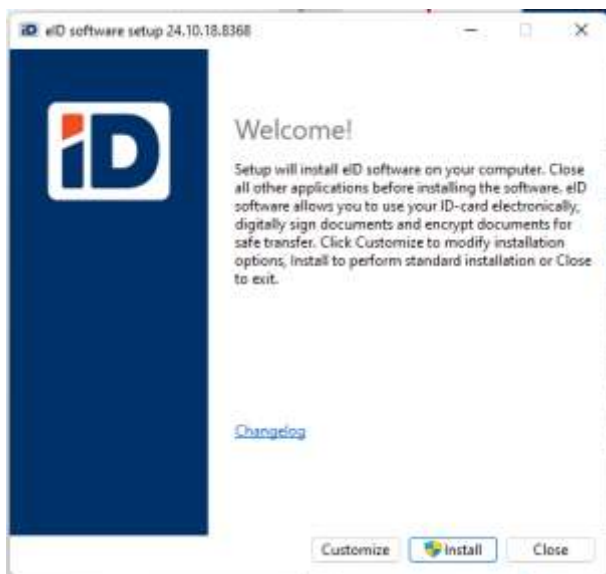 iD eID software setup 24.10.18.8368
iD
Welcome!
Setup will install eID software on your computer. Close
all other applications before installing the software. eID
software allows you to use your ID-card electronically,
digitally sign documents and encrypt documents for
safe transfer. Click Customize to modify installation
options, Install to perform standard installation or Close
to exit.
Changelog
Customize Install Close